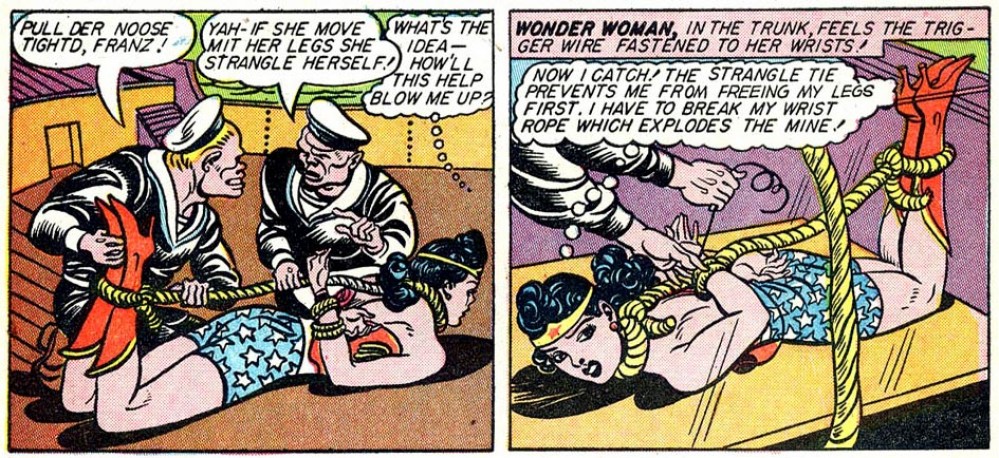 PULL DER NOOSE
TIGHTD, FRANZ!
YAH-IF SHE MOVE
MIT HER LEGS SHE
STRANGLE HERSELF!
WHAT'S THE
IDEA—
HOW'LL
THIS HELP
BLOW ME UP?
WONDER WOMAN, IN THE TRUNK, FEELS THE TRIG-
GER WIRE FASTENED TO HER WRISTS!
NOW I CATCH! THE STRANGLE TIE
PREVENTS ME FROM FREEING MY LEGS
FIRST. I HAVE TO BREAK MY WRIST
ROPE WHICH EXPLODES THE MINE!